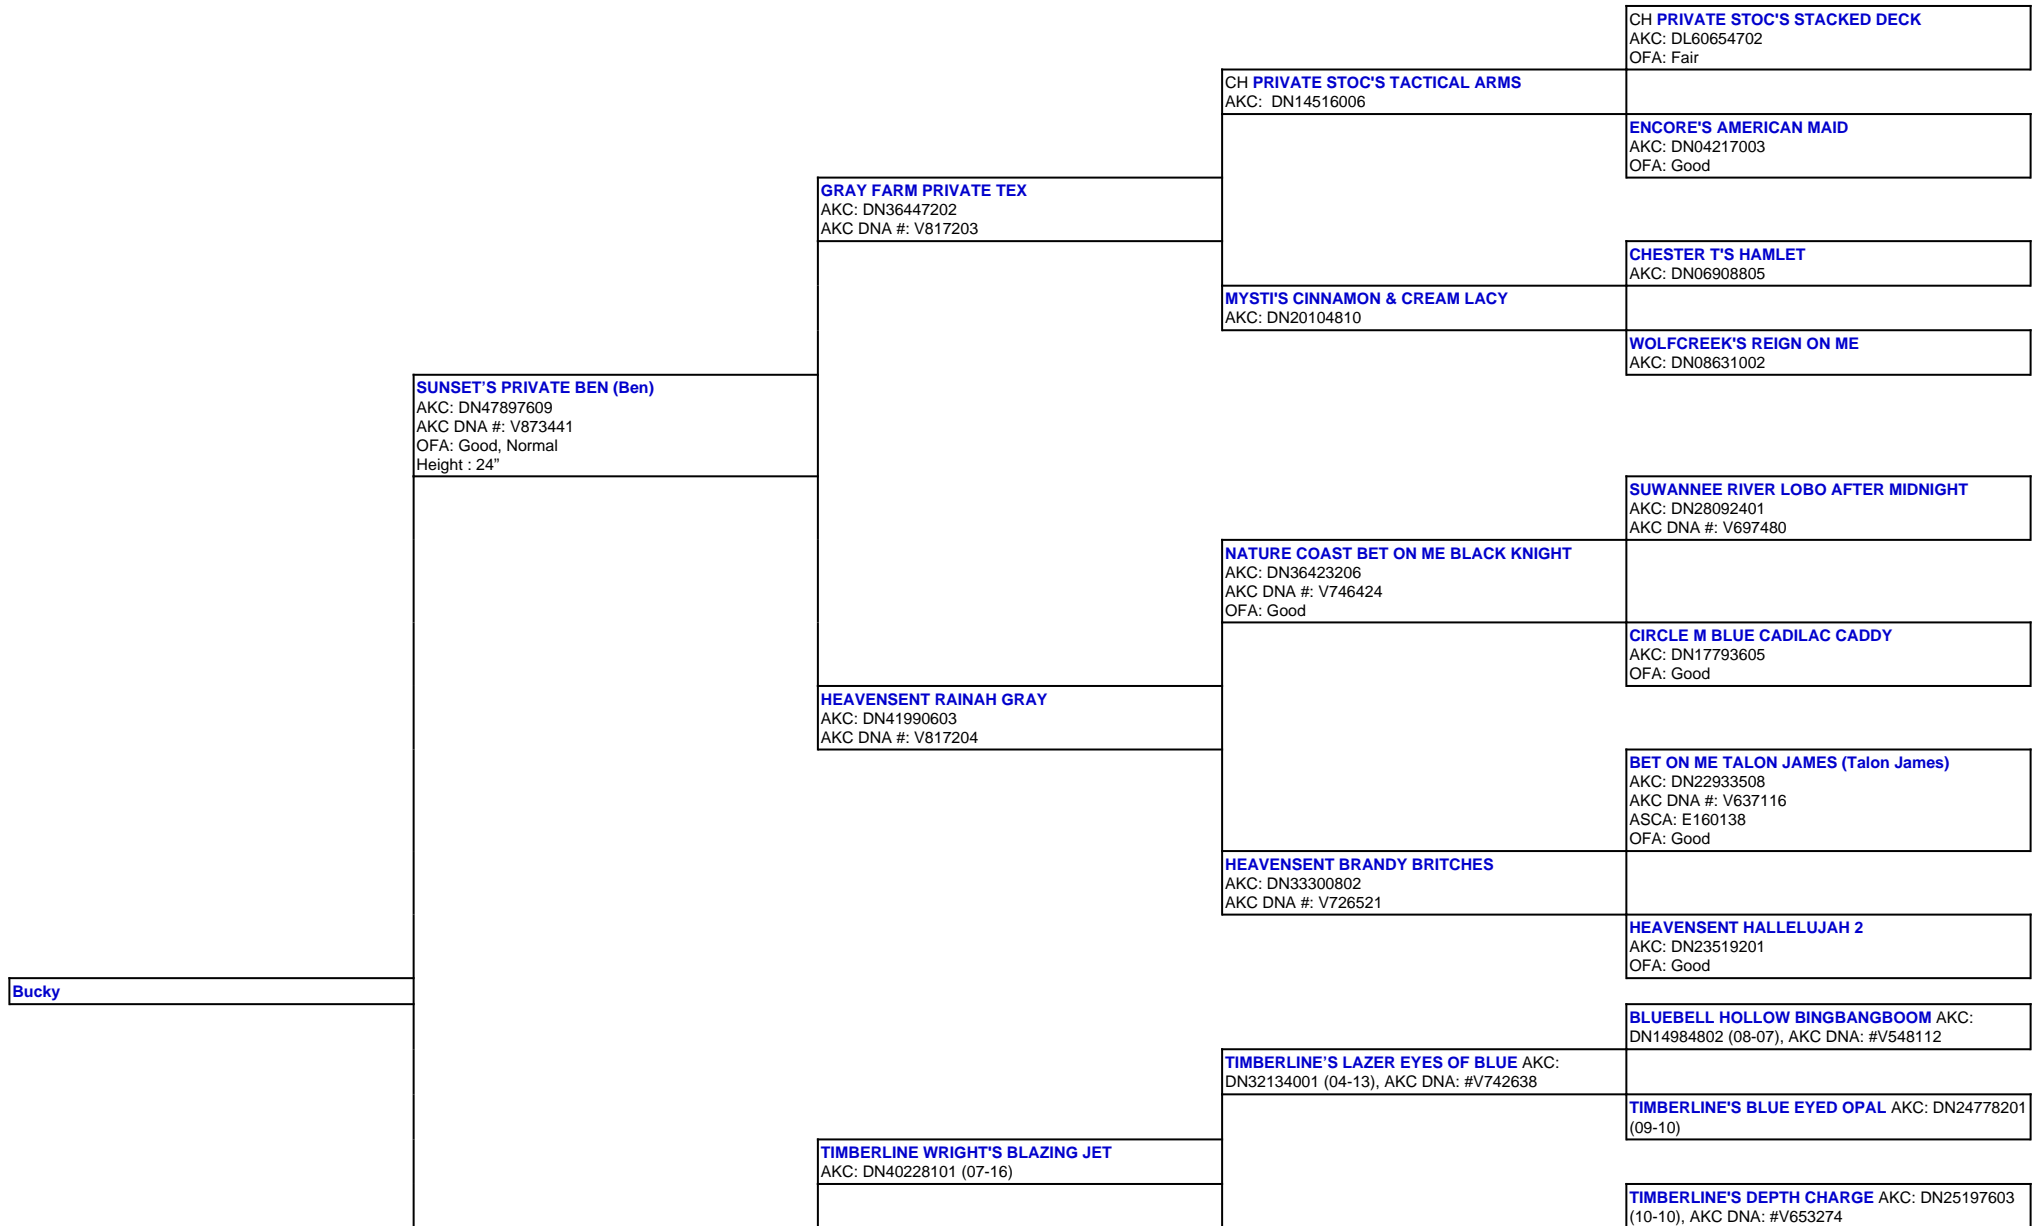 CH PRIVATE STOC'S STACKED DECK
AKC: DL60654702
OFA: Fair
CH PRIVATE STOC'S TACTICAL ARMS
AKC:  DN14516006
ENCORE'S AMERICAN MAID
AKC: DN04217003
OFA: Good
GRAY FARM PRIVATE TEX
AKC: DN36447202
AKC DNA #: V817203
CHESTER T'S HAMLET
AKC: DN06908805
MYSTI'S CINNAMON & CREAM LACY
AKC: DN20104810
WOLFCREEK'S REIGN ON ME
AKC: DN08631002
SUNSET’S PRIVATE BEN (Ben)
AKC: DN47897609
AKC DNA #: V873441
OFA: Good, Normal
Height : 24”
SUWANNEE RIVER LOBO AFTER MIDNIGHT
AKC: DN28092401
AKC DNA #: V697480
NATURE COAST BET ON ME BLACK KNIGHT
AKC: DN36423206
AKC DNA #: V746424
OFA: Good
CIRCLE M BLUE CADILAC CADDY
AKC: DN17793605
OFA: Good
HEAVENSENT RAINAH GRAY
AKC: DN41990603
AKC DNA #: V817204
BET ON ME TALON JAMES (Talon James)
AKC: DN22933508
AKC DNA #: V637116
ASCA: E160138
OFA: Good
HEAVENSENT BRANDY BRITCHES
AKC: DN33300802
AKC DNA #: V726521
HEAVENSENT HALLELUJAH 2
AKC: DN23519201
OFA: Good
Bucky
BLUEBELL HOLLOW BINGBANGBOOM AKC:
DN14984802 (08-07), AKC DNA: #V548112
TIMBERLINE’S LAZER EYES OF BLUE AKC:
DN32134001 (04-13), AKC DNA: #V742638
TIMBERLINE'S BLUE EYED OPAL AKC: DN24778201
(09-10)
TIMBERLINE WRIGHT'S BLAZING JET
AKC: DN40228101 (07-16)
TIMBERLINE'S DEPTH CHARGE AKC: DN25197603
(10-10), AKC DNA: #V653274